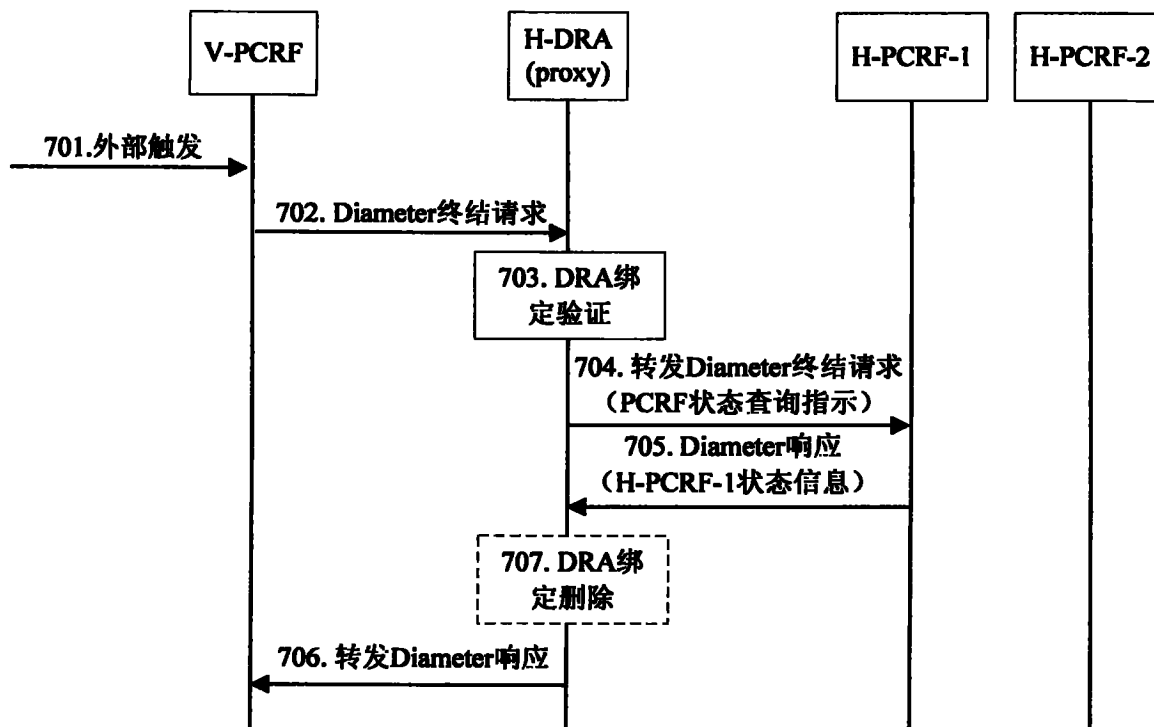 V-PCRF
H-DRA
(proxy)
H-PCRF-1
H-PCRF-2
701.外部触发
702. Diameter终结请求
703. DRA绑
定验证
704. 转发Diameter终结请求
（PCRF状态查询指示）
705. Diameter响应
（H-PCRF-1状态信息）
707. DRA绑
定删除
706. 转发Diameter响应